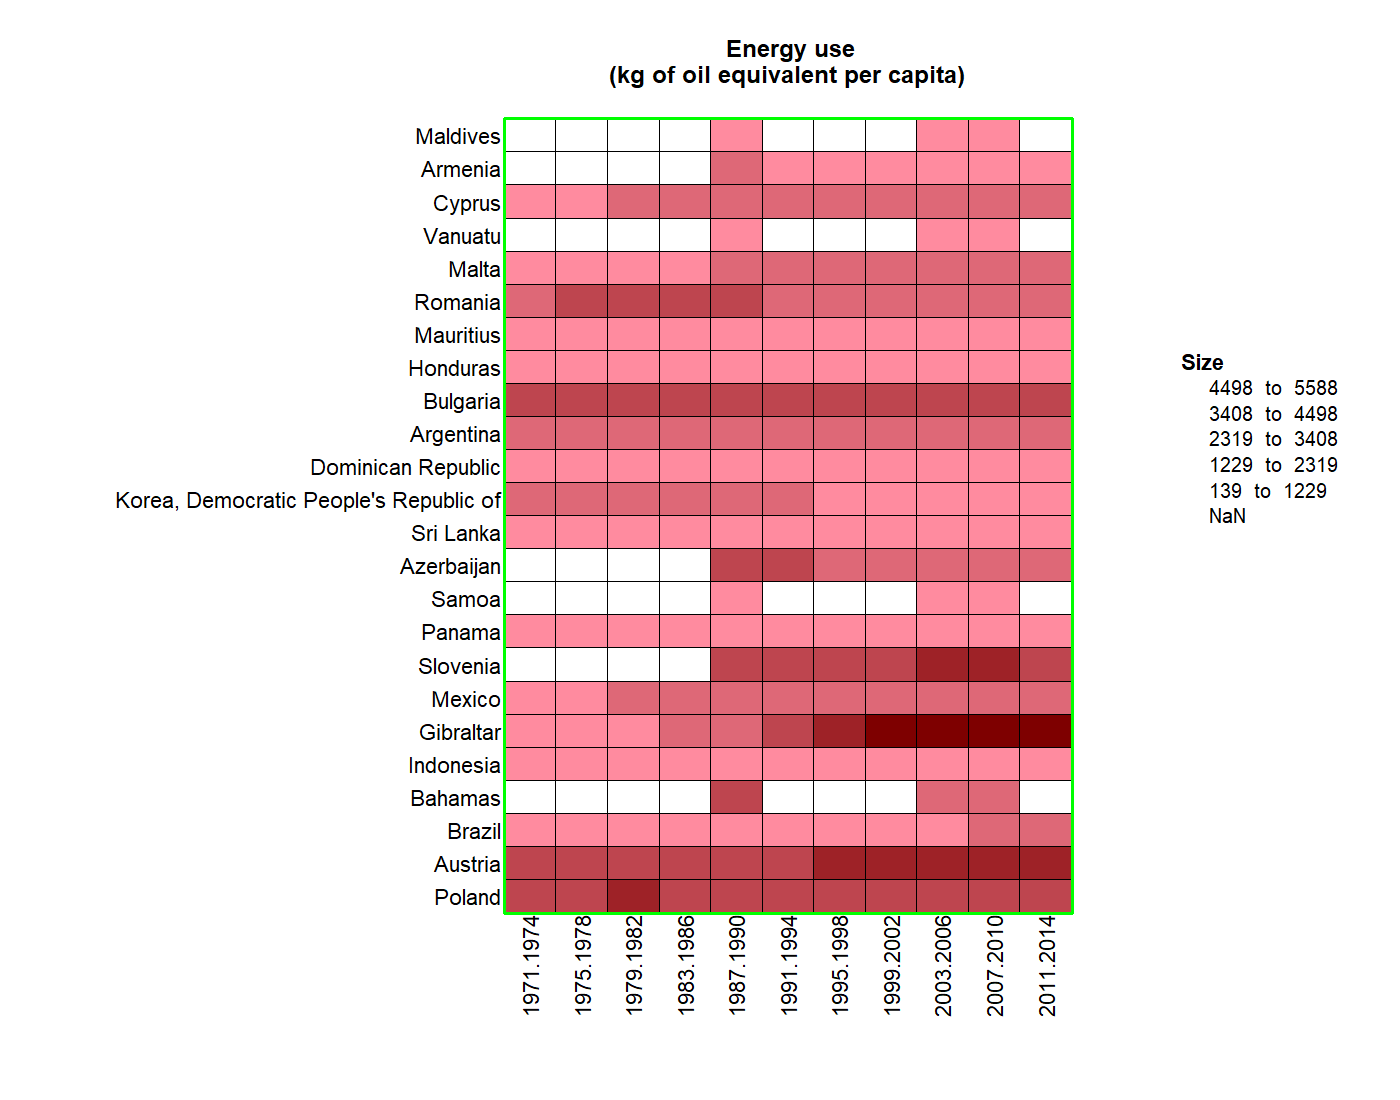 Energy use
(kg of oil equivalent per capita)
Maldives
Armenia
Cyprus
Vanuatu
Malta
Romania
Mauritius
Honduras
Bulgaria
Argentina
Dominican Republic
Korea, Democratic People's Republic of
Sri Lanka
Azerbaijan
Samoa
Panama
Slovenia
Mexico
Gibraltar
Indonesia
Bahamas
Brazil
Austria
Poland
1971.1974
1975.1978
1979.1982
1983.1986
1987.1990
1991.1994
1995.1998
1999.2002
2003.2006
2007.2010
2011.2014
Size
4498 to 5588
3408 to 4498
2319 to 3408
1229 to 2319
139 to 1229
NaN